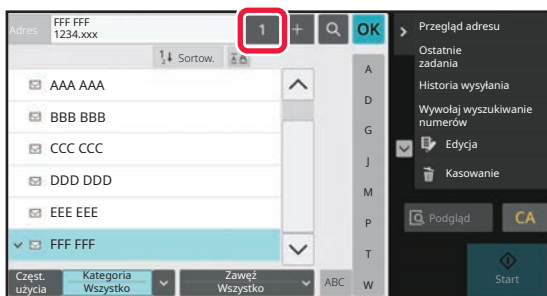 Adres
FFF FFF
1234.xxx
1
+
OK
Sortow.
AAA AAA
BBB BBB
CCC CCC
DDD DDD
EEE EEE
FFF FFF
A
D
G
J
M
P
T
W
Częst.
użycia
Kategoria
Wszystko
Zawęź
Wszystko
ABC
Przegląd adresu
Ostatnie
zadania
Historia wysyłania
Wywołaj wyszukiwanie
numerów
Edycja
Kasowanie
Podgląd
CA
Start